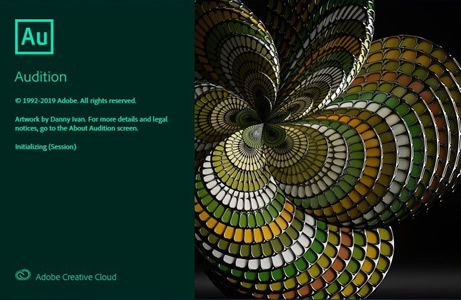 Au
Audition
© 1992-2019 Adobe. All rights reserved.
Artwork by Danny Ivan. For more details and legal
notices, go to the About Audition screen.
Initializing (Session)
Adobe Creative Cloud